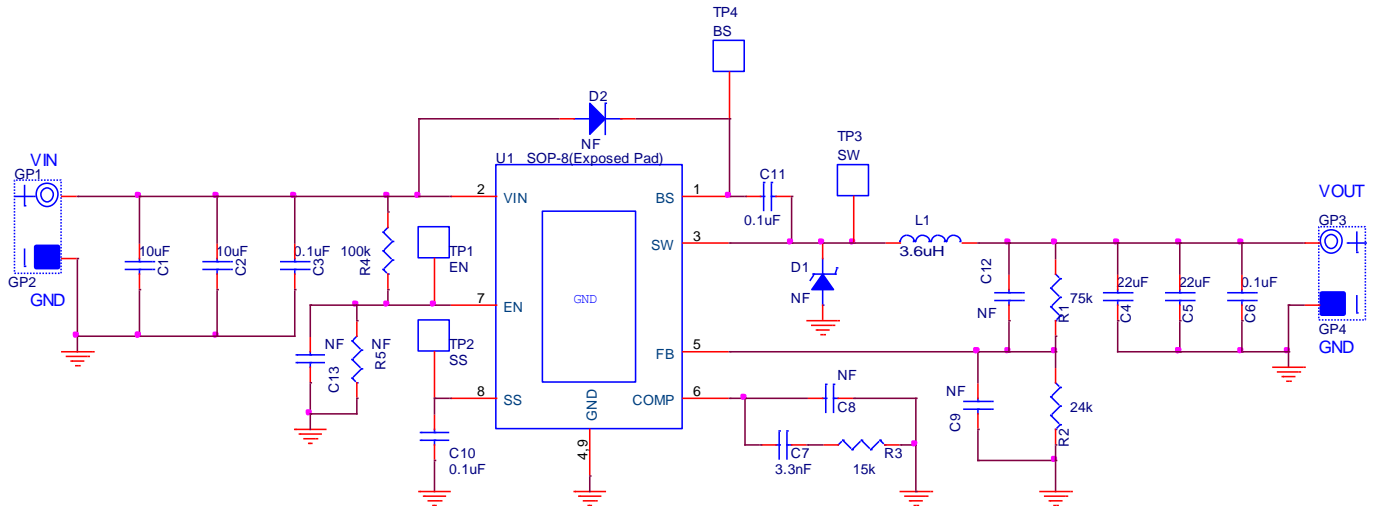 TP4
BS
D2
NF
TP3
SW
U1 SOP-8(Exposed Pad)
VIN
GP1
+
−
GP2
GND
10uF
C1
10uF
C2
0.1uF
C3
100k
R4
TP1
EN
TP2
SS
NF
C13
NF
R5
C10
0.1uF
2
VIN
7
EN
8
SS
GND
4,9
GND
BS
1
SW
3
FB
5
COMP
6
C11
0.1uF
D1
NF
L1
3.6uH
C12
NF
75k
R1
22uF
C4
22uF
C5
0.1uF
C6
VOUT
GP3
+
−
GP4
GND
NF
C8
C7
3.3nF
R3
15k
NF
C9
24k
R2